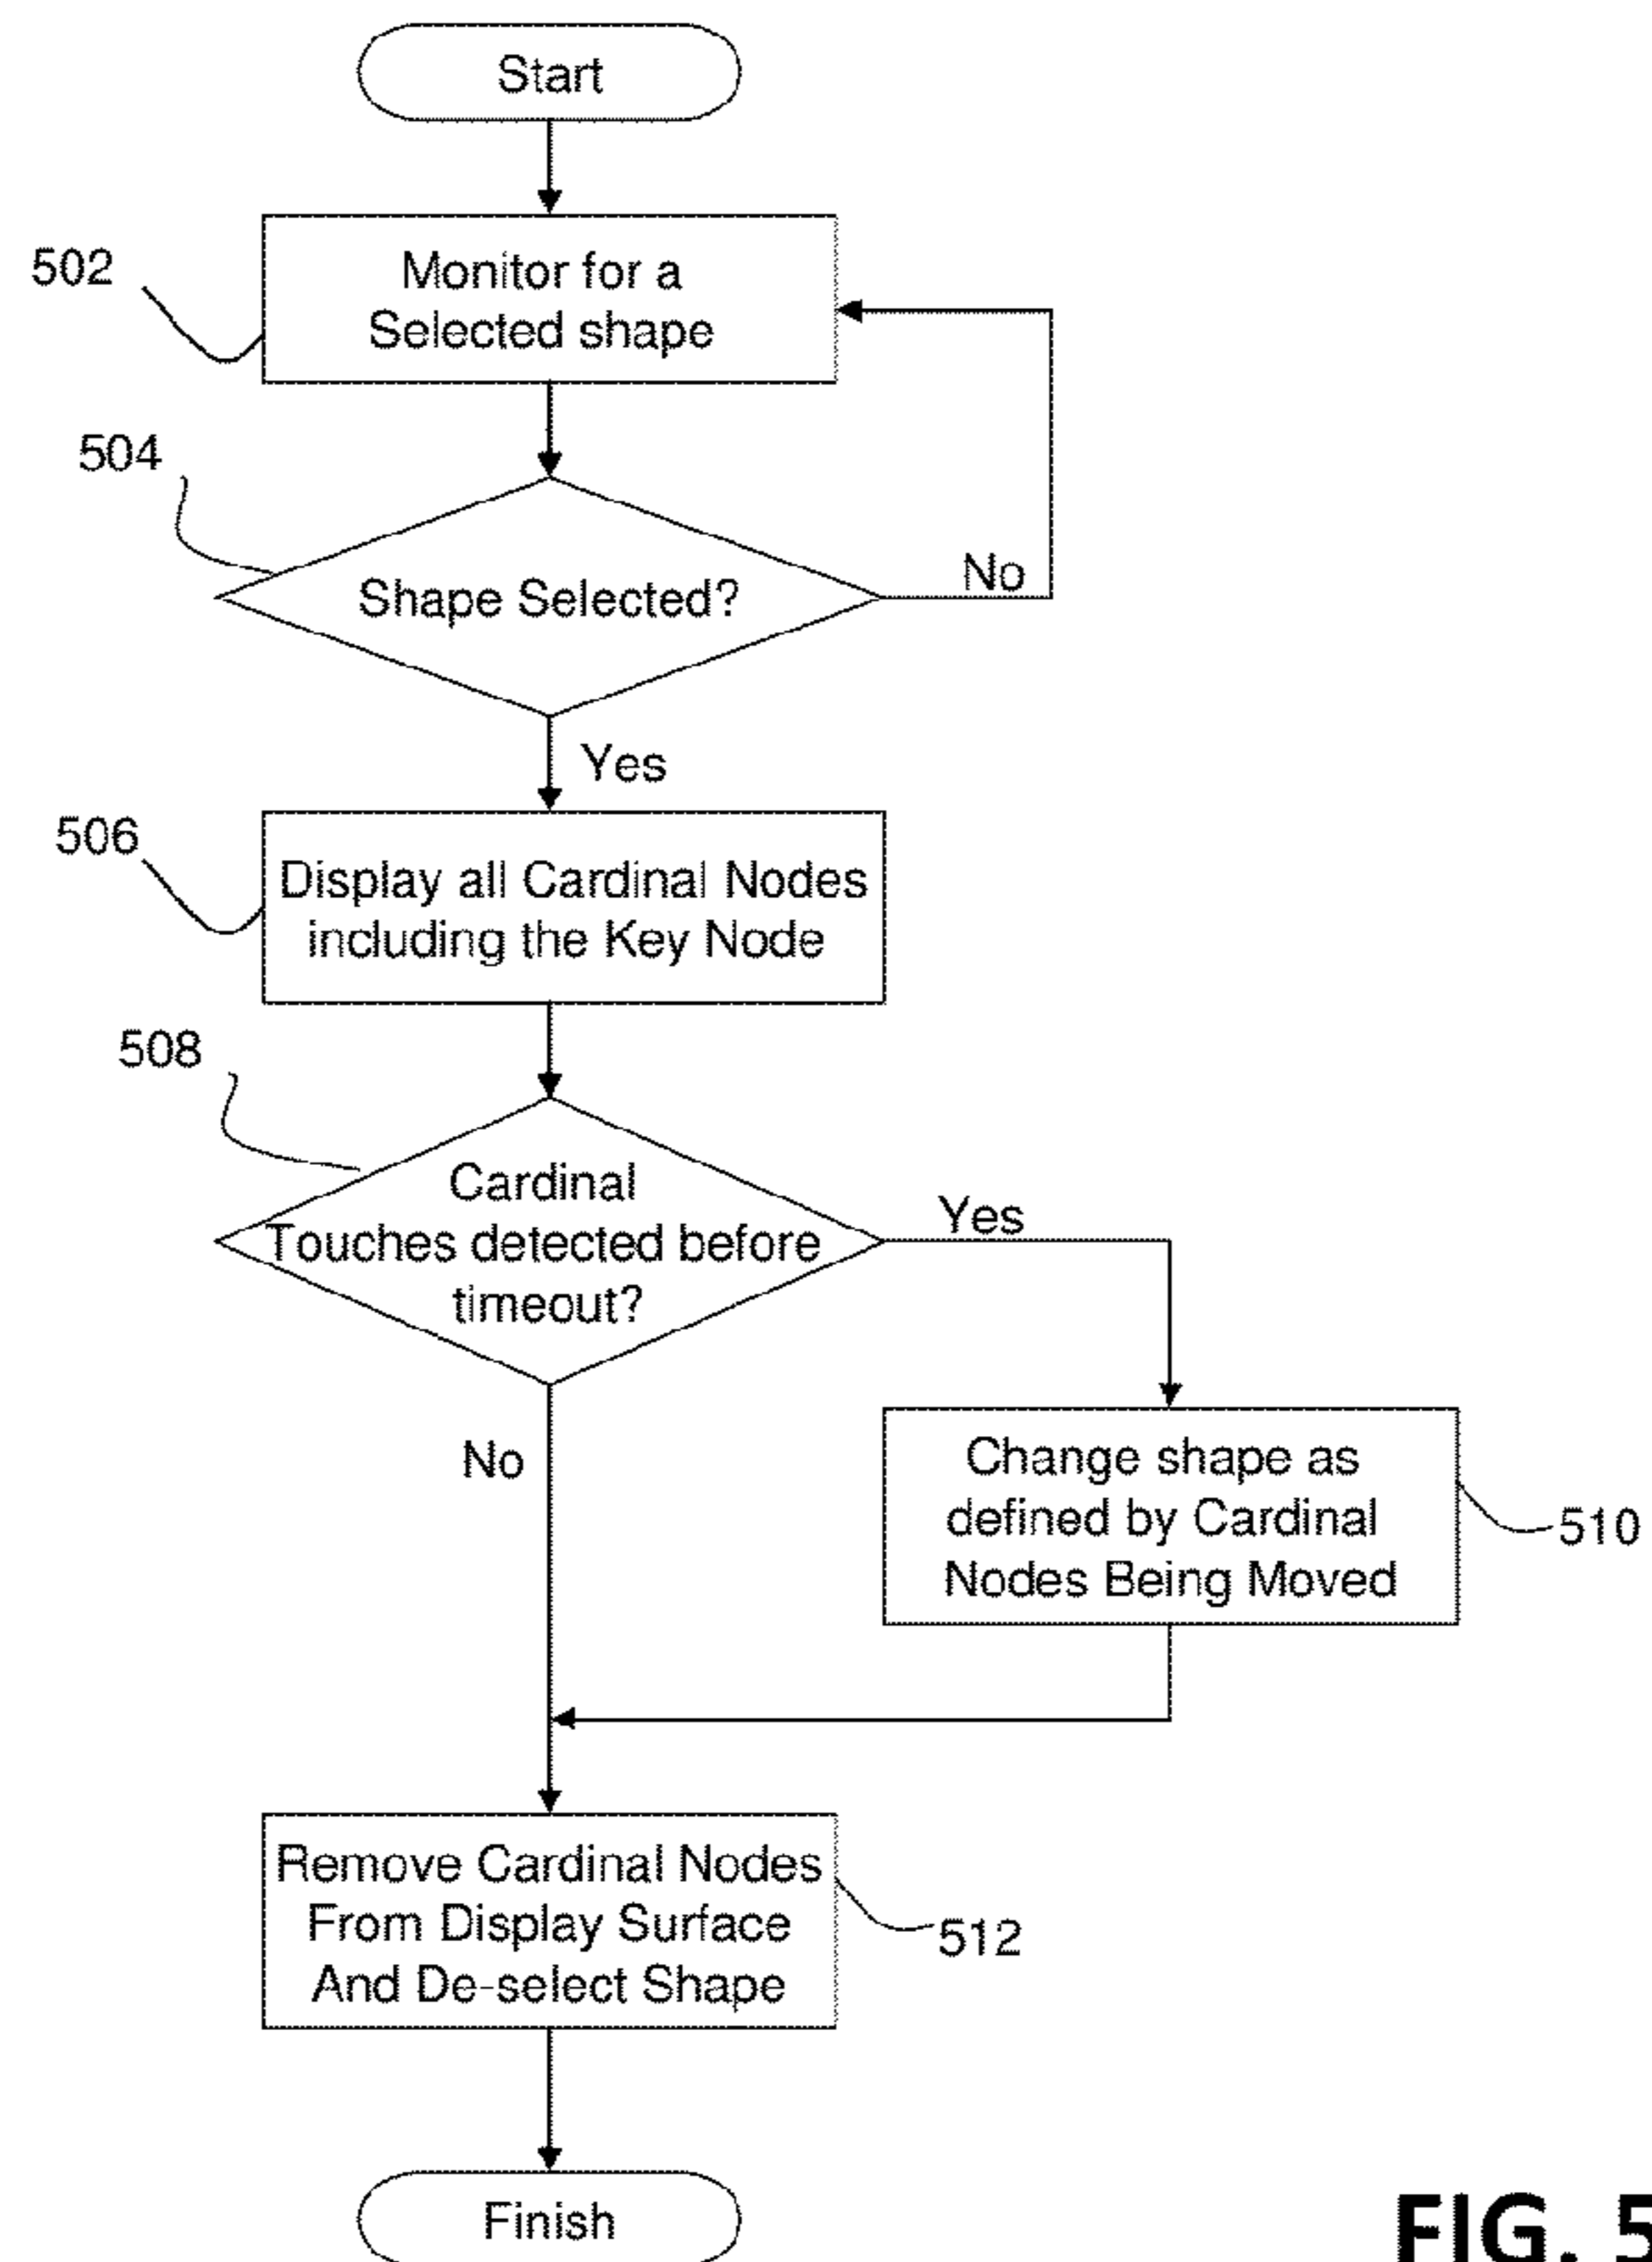 Start
502
Monitor for a
Selected shape
504
Shape Selected?
No
Yes
506
Display all Cardinal Nodes
including the Key Node
508
Cardinal
Touches detected before
timeout?
Yes
No
Change shape as
defined by Cardinal
Nodes Being Moved
510
Remove Cardinal Nodes
From Display Surface
And De-select Shape
512
Finish
FIG. 5